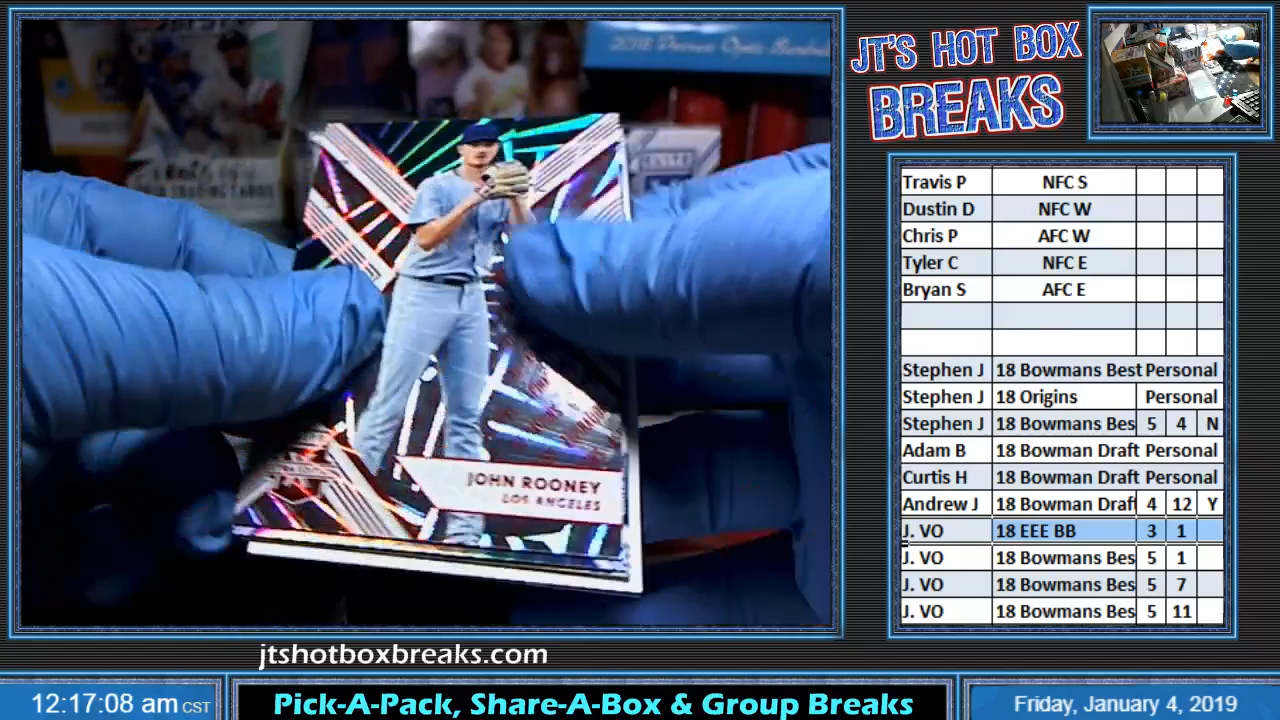 2018 Panini Optic Baseball
JT'S HOT BOX
BREAKS
JOHN ROONEY
LOS ANGELES
Travis P NFC S
Dustin D NFC W
Chris P AFC W
Tyler C NFC E
Bryan S AFC E
Stephen J 18 Bowmans Best Personal
Stephen J 18 Origins Personal
Stephen J 18 Bowmans Bes 5 4 N
Adam B 18 Bowman Draft Personal
Curtis H 18 Bowman Draft Personal
Andrew J 18 Bowman Draf 4 12 Y
J. VO 18 EEE BB 3 1
J. VO 18 Bowmans Bes 5 1
J. VO 18 Bowmans Bes 5 7
J. VO 18 Bowmans Bes 5 11
jtshotboxbreaks.com
12:17:08 am CST
Pick-A-Pack, Share-A-Box & Group Breaks
Friday, January 4, 2019